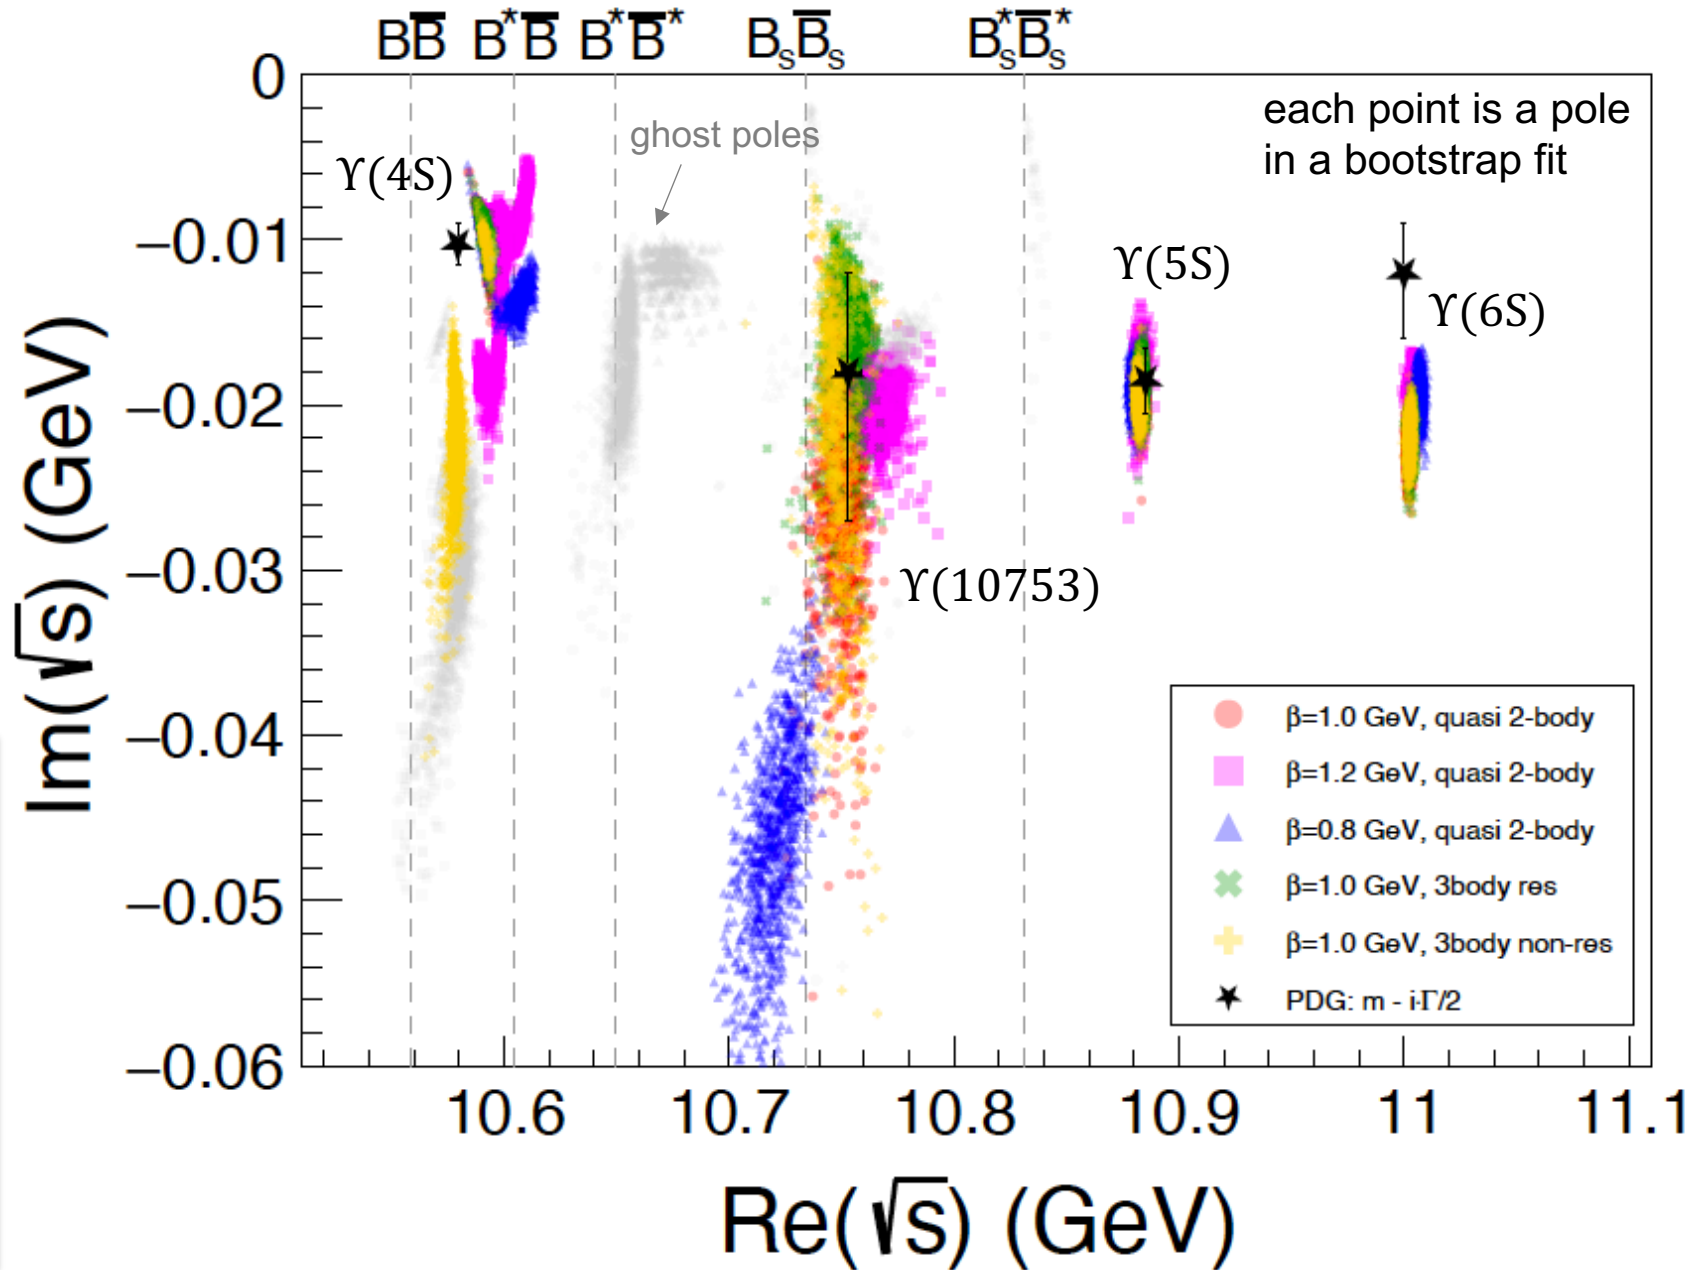 BB̅ B*B̅ B*B̅* BₛB̅ₛ Bₛ*B̅ₛ*
0
−0.01
−0.02
−0.03
−0.04
−0.05
−0.06
Im(√s) (GeV)
each point is a pole
in a bootstrap fit
ghost poles
ϒ(4S)
ϒ(5S)
ϒ(6S)
ϒ(10753)
β=1.0 GeV, quasi 2-body
β=1.2 GeV, quasi 2-body
β=0.8 GeV, quasi 2-body
β=1.0 GeV, 3body res
β=1.0 GeV, 3body non-res
PDG: m - i·Γ/2
10.6 10.7 10.8 10.9 11 11.1
Re(√s) (GeV)